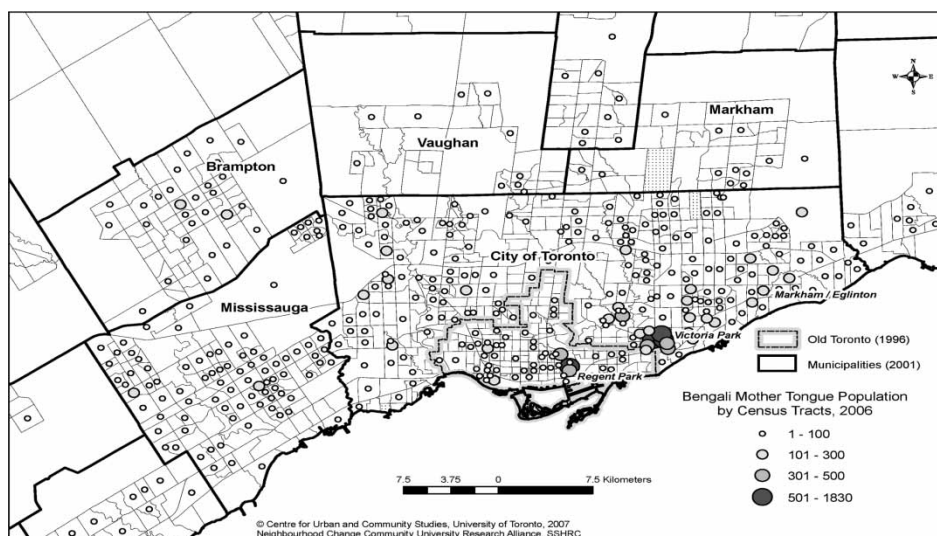 N
W E
S
Markham
Vaughan
Brampton
City of Toronto
Mississauga
Markham / Eglinton
Victoria Park
Regent Park
Old Toronto (1996)
Municipalities (2001)
Bengali Mother Tongue Population
by Census Tracts, 2006
1 - 100
101 - 300
301 - 500
501 - 1830
7.5 3.75 0 7.5 Kilometers
© Centre for Urban and Community Studies, University of Toronto, 2007
Neighbourhood Change Community University Research Alliance, SSHRC